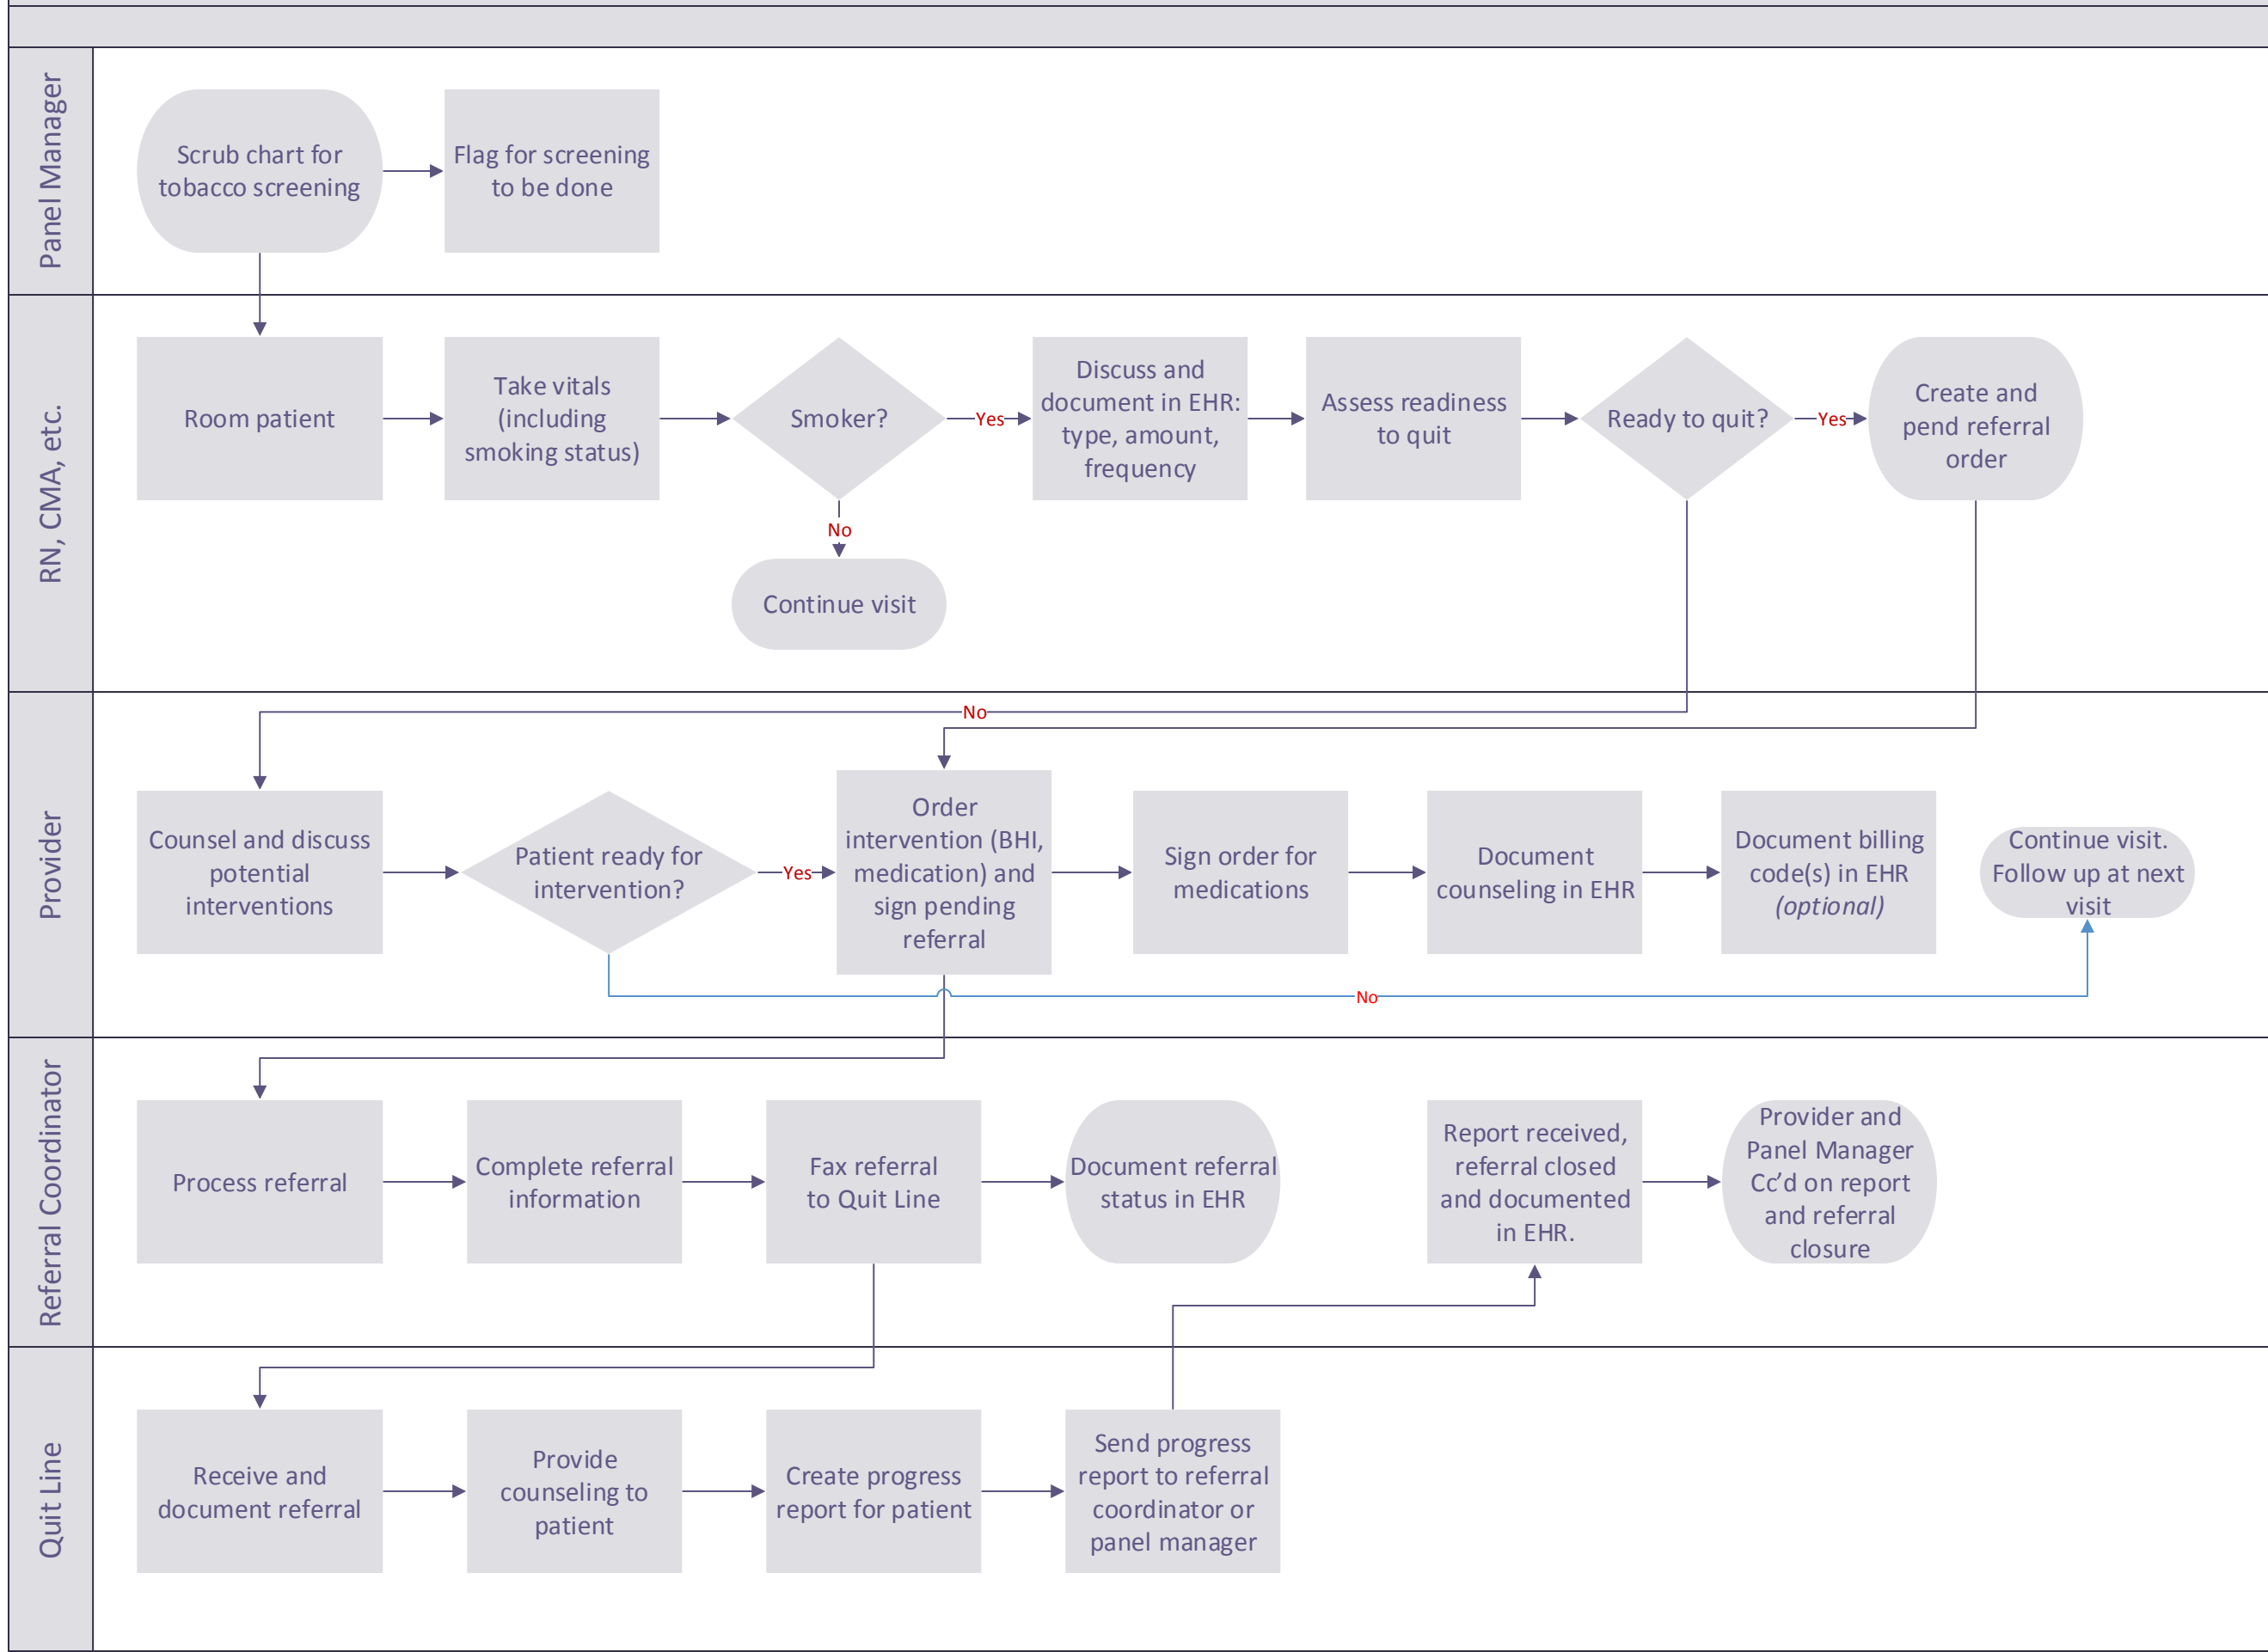 Panel Manager
Scrub chart for
tobacco screening
Flag for screening
to be done
RN, CMA, etc.
Room patient
Take vitals
(including
smoking status)
Smoker?
Yes
Discuss and
document in EHR:
type, amount,
frequency
Assess readiness
to quit
Ready to quit?
Yes
Create and
pend referral
order
No
Continue visit
Provider
No
Counsel and discuss
potential
interventions
Patient ready for
intervention?
Yes
Order
intervention (BHI,
medication) and
sign pending
referral
Sign order for
medications
Document
counseling in EHR
Document billing
code(s) in EHR
(optional)
Continue visit.
Follow up at next
visit
No
Referral Coordinator
Process referral
Complete referral
information
Fax referral
to Quit Line
Document referral
status in EHR
Report received,
referral closed
and documented
in EHR.
Provider and
Panel Manager
Cc’d on report
and referral
closure
Quit Line
Receive and
document referral
Provide
counseling to
patient
Create progress
report for patient
Send progress
report to referral
coordinator or
panel manager